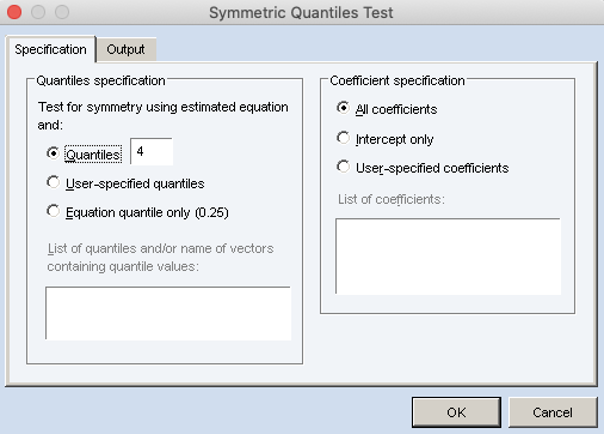 Symmetric Quantiles Test
Specification
Output
Quantiles specification
Test for symmetry using estimated equation
and:
Quantiles
4
User-specified quantiles
Equation quantile only (0.25)
List of quantiles and/or name of vectors
containing quantile values:
Coefficient specification
All coefficients
Intercept only
User-specified coefficients
List of coefficients:
OK
Cancel